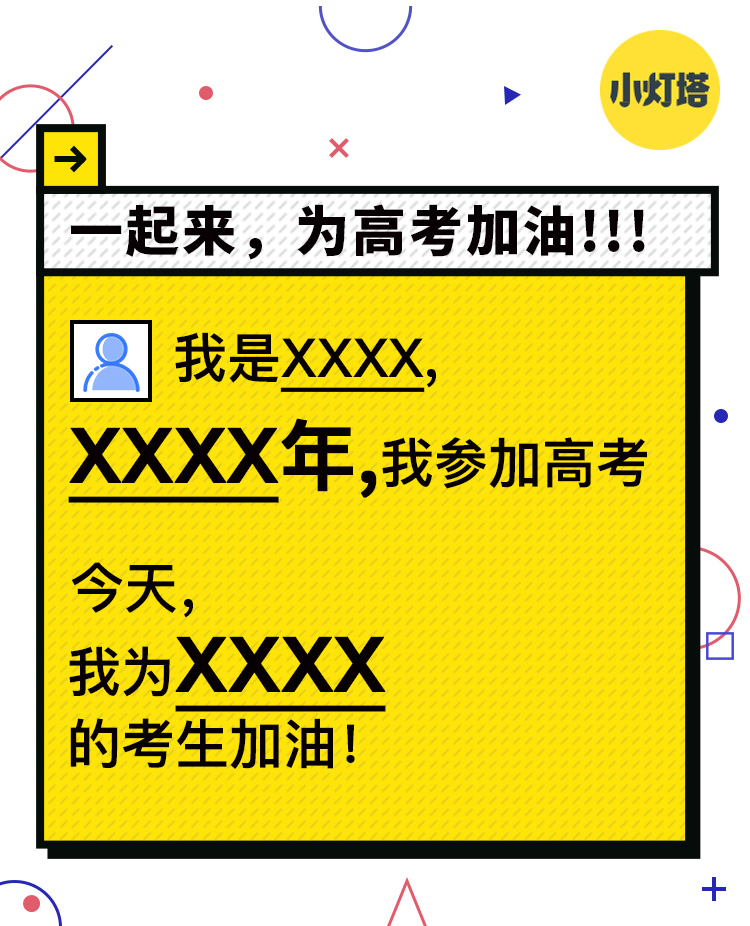 小灯塔
一起来，为高考加油!!!
我是XXXX,
XXXX年,我参加高考
今天,
我为XXXX
的考生加油!